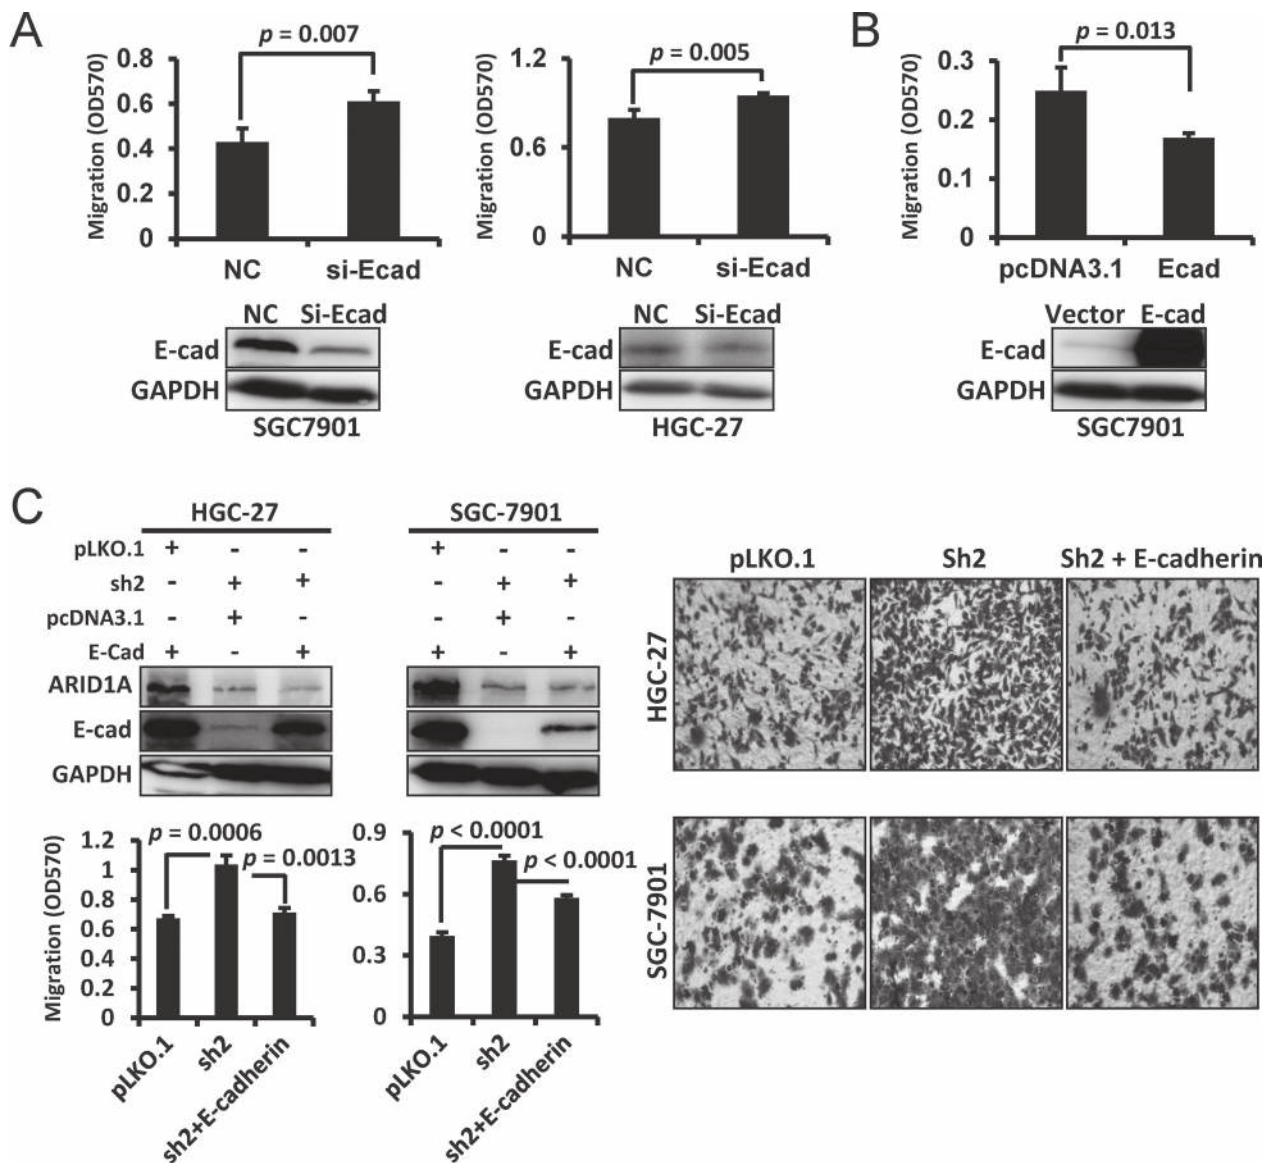 A
p = 0.007
0.8
0.6
0.4
0.2
0
Migration (OD570)
NC si-Ecad
NC Si-Ecad
E-cad
GAPDH
SGC7901
p = 0.005
1.2
0.6
0
Migration (OD570)
NC si-Ecad
NC Si-Ecad
E-cad
GAPDH
HGC-27
B
p = 0.013
0.3
0.2
0.1
0
Migration (OD570)
pcDNA3.1 Ecad
Vector E-cad
E-cad
GAPDH
SGC7901
C
HGC-27 SGC-7901
pLKO.1 + - - + - -
sh2 - + + - + +
pcDNA3.1 - + - - + -
E-Cad + - + + - +
ARID1A
E-cad
GAPDH
p = 0.0006
p = 0.0013
1.2
1
0.8
0.6
0.4
0.2
0
Migration (OD570)
pLKO.1
sh2
sh2+E-cadherin
p < 0.0001
p < 0.0001
0.9
0.6
0.3
0
pLKO.1
sh2
sh2+E-cadherin
pLKO.1 Sh2 Sh2 + E-cadherin
HGC-27
SGC-7901